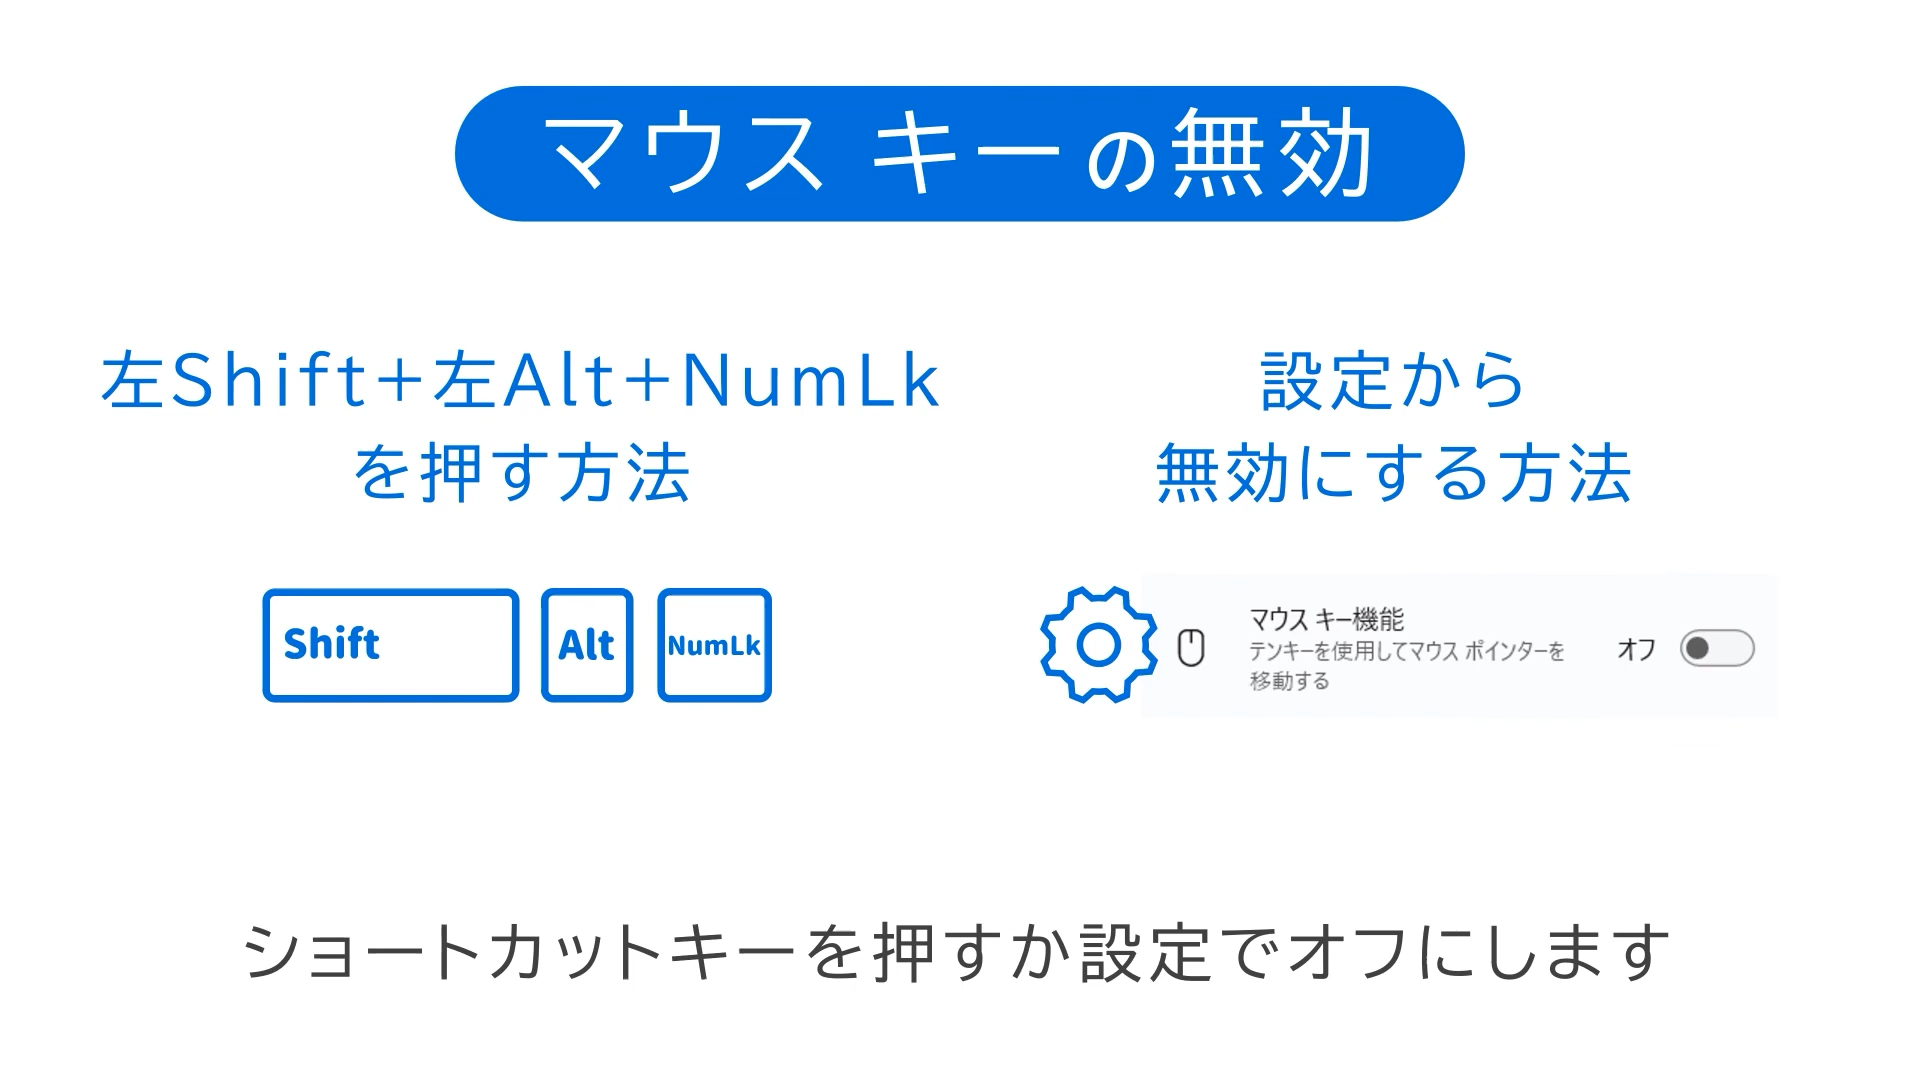 マウス キーの無効
左Shift＋左Alt＋NumLk
を押す方法
Shift
Alt
NumLk
設定から
無効にする方法
マウス キー機能
テンキーを使用してマウス ポインターを
移動する
オフ
ショートカットキーを押すか設定でオフにします